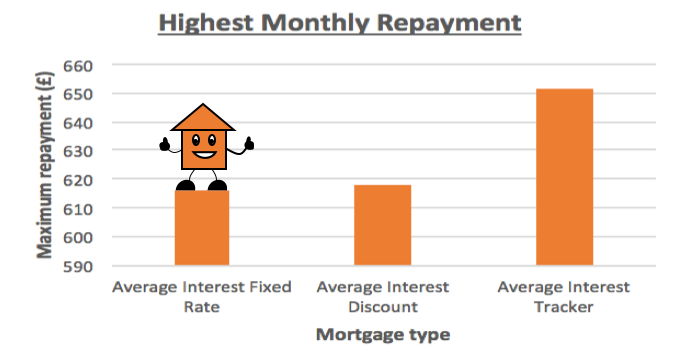 Highest Monthly Repayment
Maximum repayment (£)
660
650
640
630
620
610
600
590
Average Interest Fixed
Rate
Average Interest
Discount
Average Interest
Tracker
Mortgage type